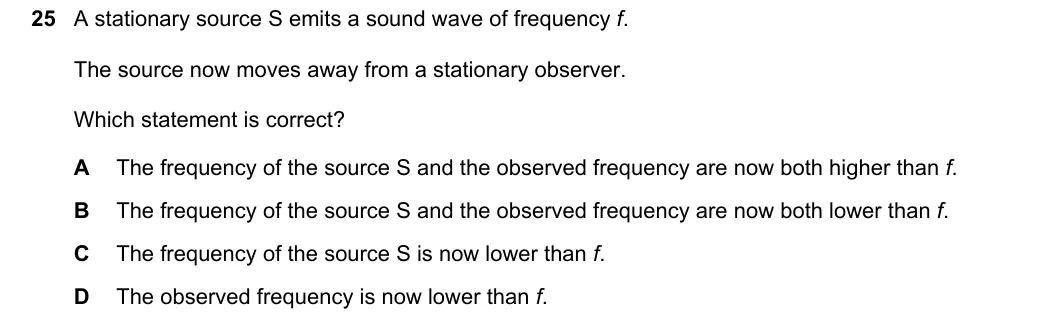 25 A stationary source S emits a sound wave of frequency f.
The source now moves away from a stationary observer.
Which statement is correct?
A The frequency of the source S and the observed frequency are now both higher than f.
B The frequency of the source S and the observed frequency are now both lower than f.
C The frequency of the source S is now lower than f.
D The observed frequency is now lower than f.